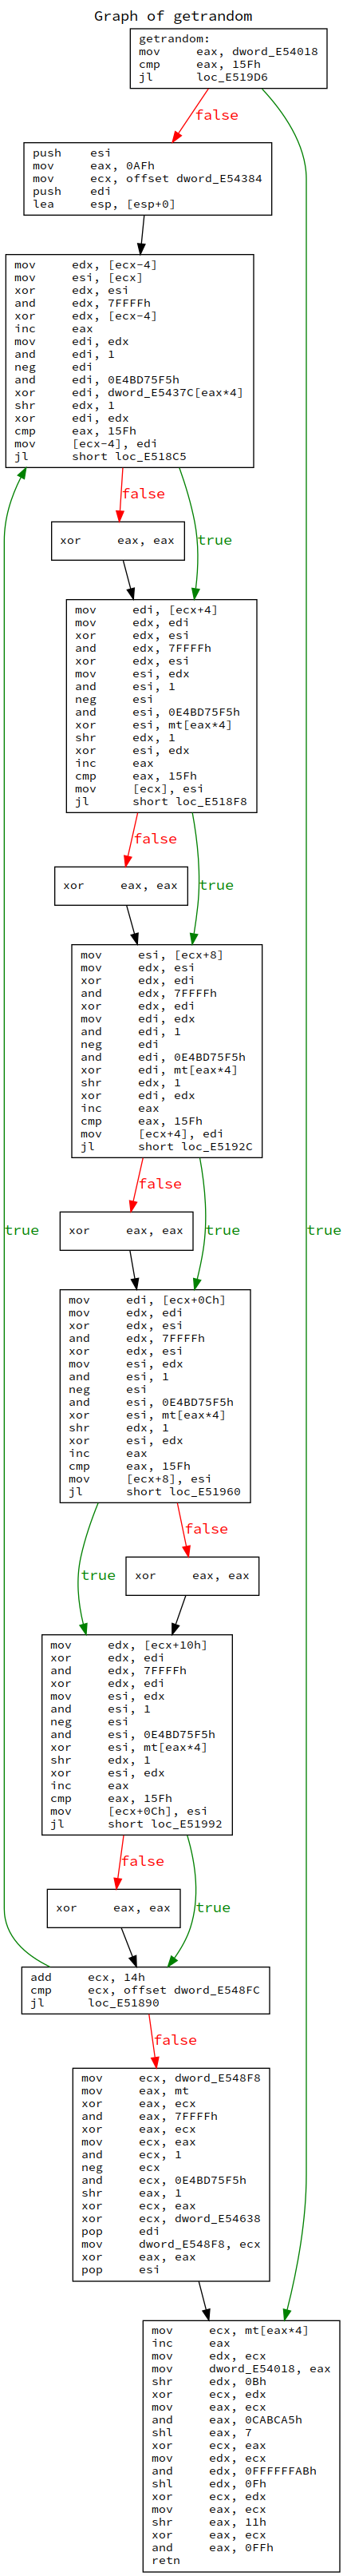 Graph of getrandom
getrandom:
mov eax, dword_E54018
cmp eax, 15Fh
jl loc_E519D6
false
push esi
mov eax, 0AFh
mov ecx, offset dword_E54384
push edi
lea esp, [esp+0]
mov edx, [ecx-4]
mov esi, [ecx]
xor edx, esi
and edx, 7FFFFh
xor edx, [ecx-4]
inc eax
mov edi, edx
and edi, 1
neg edi
and edi, 0E4BD75F5h
xor edi, dword_E5437C[eax*4]
shr edx, 1
xor edi, edx
cmp eax, 15Fh
mov [ecx-4], edi
jl short loc_E518C5
false
xor eax, eax
true
mov edi, [ecx+4]
mov edx, edi
xor edx, esi
and edx, 7FFFFh
xor edx, esi
mov esi, edx
and esi, 1
neg esi
and esi, 0E4BD75F5h
xor esi, mt[eax*4]
shr edx, 1
xor esi, edx
inc eax
cmp eax, 15Fh
mov [ecx], esi
jl short loc_E518F8
false
xor eax, eax
true
mov esi, [ecx+8]
mov edx, esi
xor edx, edi
and edx, 7FFFFh
xor edx, edi
mov edi, edx
and edi, 1
neg edi
and edi, 0E4BD75F5h
xor edi, mt[eax*4]
shr edx, 1
xor edi, edx
inc eax
cmp eax, 15Fh
mov [ecx+4], edi
jl short loc_E5192C
false
true
xor eax, eax
true
true
mov edi, [ecx+0Ch]
mov edx, edi
xor edx, esi
and edx, 7FFFFh
xor edx, esi
mov esi, edx
and esi, 1
neg esi
and esi, 0E4BD75F5h
xor esi, mt[eax*4]
shr edx, 1
xor esi, edx
inc eax
cmp eax, 15Fh
mov [ecx+8], esi
jl short loc_E51960
false
true
xor eax, eax
mov edx, [ecx+10h]
xor edx, edi
and edx, 7FFFFh
xor edx, edi
mov esi, edx
and esi, 1
neg esi
and esi, 0E4BD75F5h
xor esi, mt[eax*4]
shr edx, 1
xor esi, edx
inc eax
cmp eax, 15Fh
mov [ecx+0Ch], esi
jl short loc_E51992
false
xor eax, eax
true
add ecx, 14h
cmp ecx, offset dword_E548FC
jl loc_E51890
false
mov ecx, dword_E548F8
mov eax, mt
xor eax, ecx
and eax, 7FFFFh
xor eax, ecx
mov ecx, eax
and ecx, 1
neg ecx
and ecx, 0E4BD75F5h
shr eax, 1
xor ecx, eax
xor ecx, dword_E54638
pop edi
mov dword_E548F8, ecx
xor eax, eax
pop esi
mov ecx, mt[eax*4]
inc eax
mov edx, ecx
mov dword_E54018, eax
shr edx, 0Bh
xor ecx, edx
mov eax, ecx
and eax, 0CABCA5h
shl eax, 7
xor ecx, eax
mov edx, ecx
and edx, 0FFFFFFABh
shl edx, 0Fh
xor ecx, edx
mov eax, ecx
shr eax, 11h
xor eax, ecx
and eax, 0FFh
retn